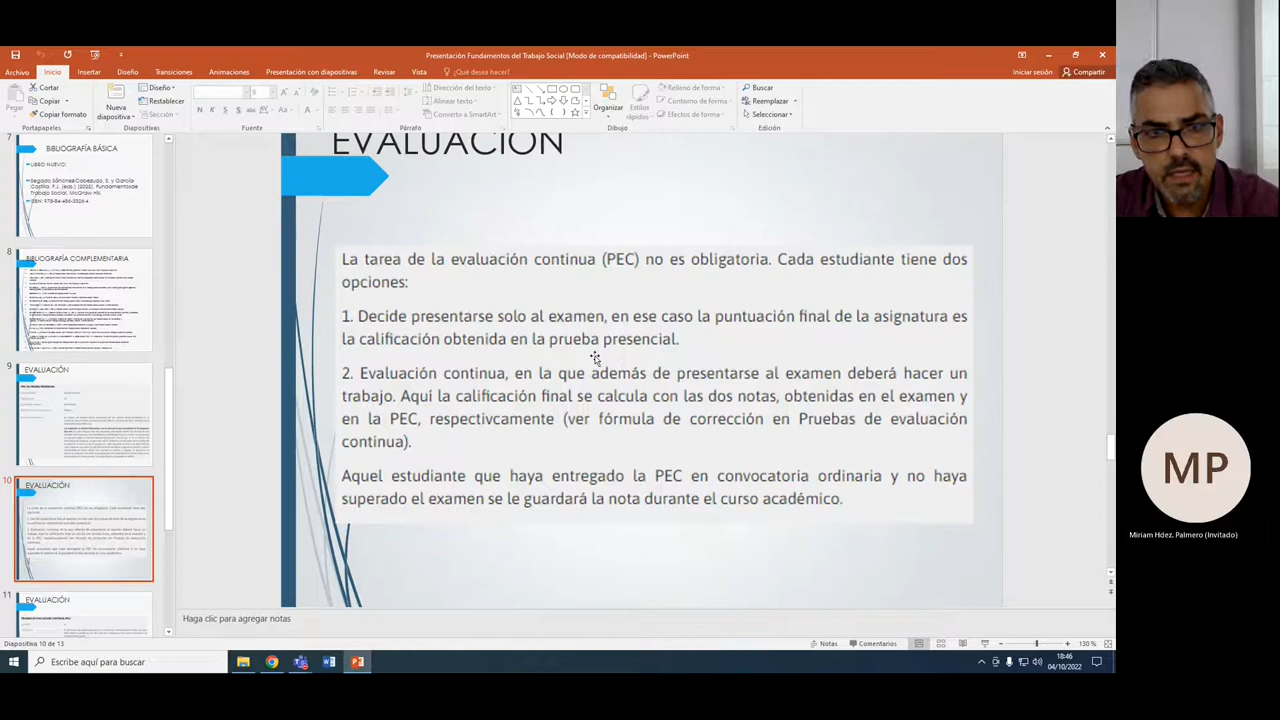 Presentación Fundamentos del Trabajo Social [Modo de compatibilidad] - PowerPoint
Archivo Inicio Insertar Diseño Transiciones Animaciones Presentación con diapositivas Revisar Vista ¿Qué desea hacer? Iniciar sesión Compartir
Pegar
Cortar
Copiar
Copiar formato
Portapapeles
Nueva
diapositiva
Diseño
Restablecer
Sección
Diapositivas
N K S
Fuente
Dirección del texto
Alinear texto
Convertir a SmartArt
Párrafo
Organizar
Estilos
rápidos
Relleno de forma
Contorno de forma
Efectos de forma
Dibujo
Buscar
Reemplazar
Seleccionar
Edición
7
BIBLIOGRAFÍA BÁSICA
LIBRO NUEVO:
8
BIBLIOGRAFÍA COMPLEMENTARIA
9
EVALUACIÓN
10
EVALUACIÓN
11
EVALUACIÓN
EVALUACIÓN
La tarea de la evaluación continua (PEC) no es obligatoria. Cada estudiante tiene dos
opciones:
1. Decide presentarse solo al examen, en ese caso la puntuación final de la asignatura es
la calificación obtenida en la prueba presencial.
2. Evaluación continua, en la que además de presentarse al examen deberá hacer un
trabajo. Aquí la calificación final se calcula con las dos notas, obtenidas en el examen y
en la PEC, respectivcanente (ver fórmula de corrección en Pruebas de evaluación
continua).
Aquel estudiante que haya entregado la PEC en convocatoria ordinaria y no haya
superado el examen se le guardará la nota durante el curso académico.
Haga clic para agregar notas
Diapositiva 10 de 13
Notas Comentarios 130 %
Escribe aquí para buscar
18:46
04/10/2022
MP
Miriam Hdez. Palmero (Invitado)